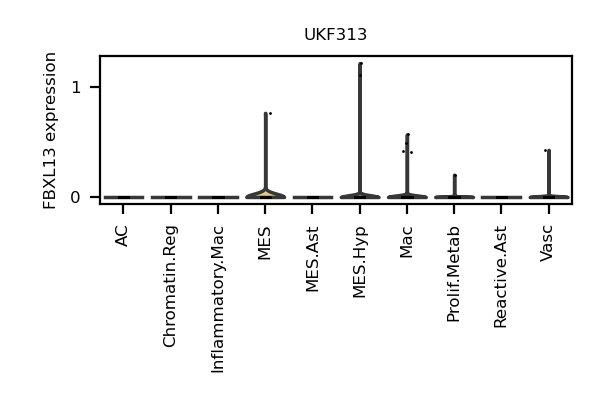 UKF313
FBXL13 expression
1
0
AC
Chromatin.Reg
Inflammatory.Mac
MES
MES.Ast
MES.Hyp
Mac
Prolif.Metab
Reactive.Ast
Vasc